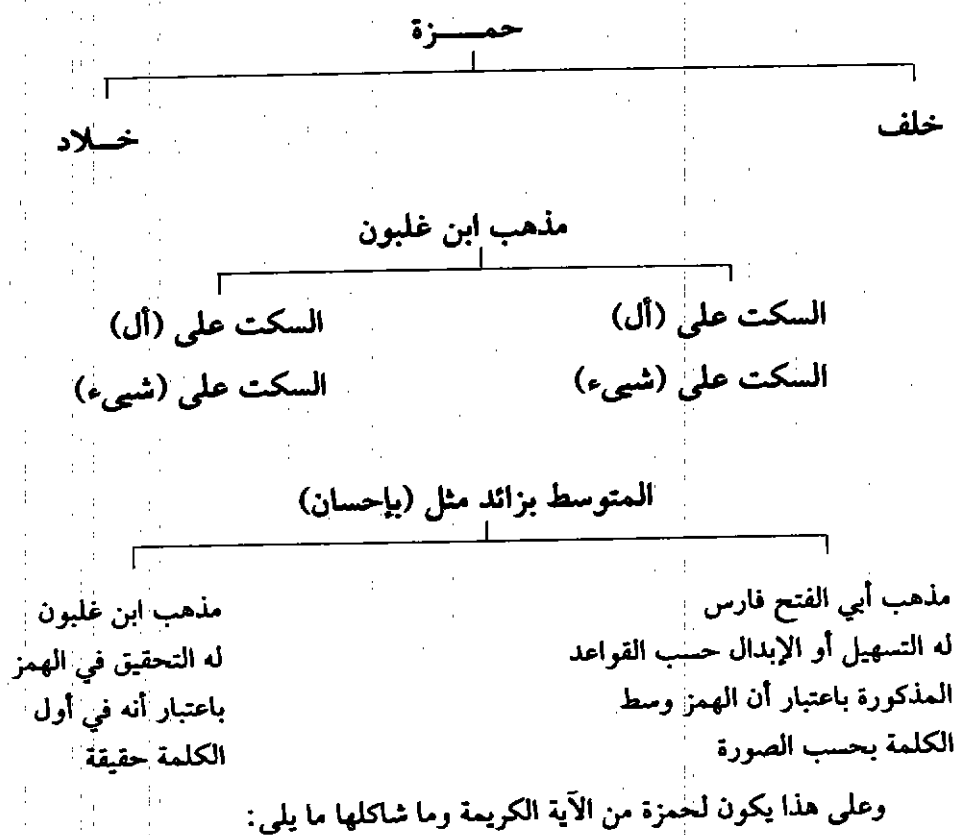 حمـــزة
خلف
خـــلاد
مذهب ابن غلبون
السكت على (أل)
السكت على (أل)
السكت على (شيىء)
السكت على (شيىء)
المتوسط بزائد مثل (بإحسان)
مذهب أبي الفتح فارس
له التسهيل أو الإبدال حسب القواعد
المذكورة باعتبار أن الهمز وسط
الكلمة بحسب الصورة
مذهب ابن غلبون
له التحقيق في الهمز
باعتبار أنه في أول
الكلمة حقيقة
وعلى هذا يكون لحمزة من الآية الكريمة وما شاكلها ما يلي: